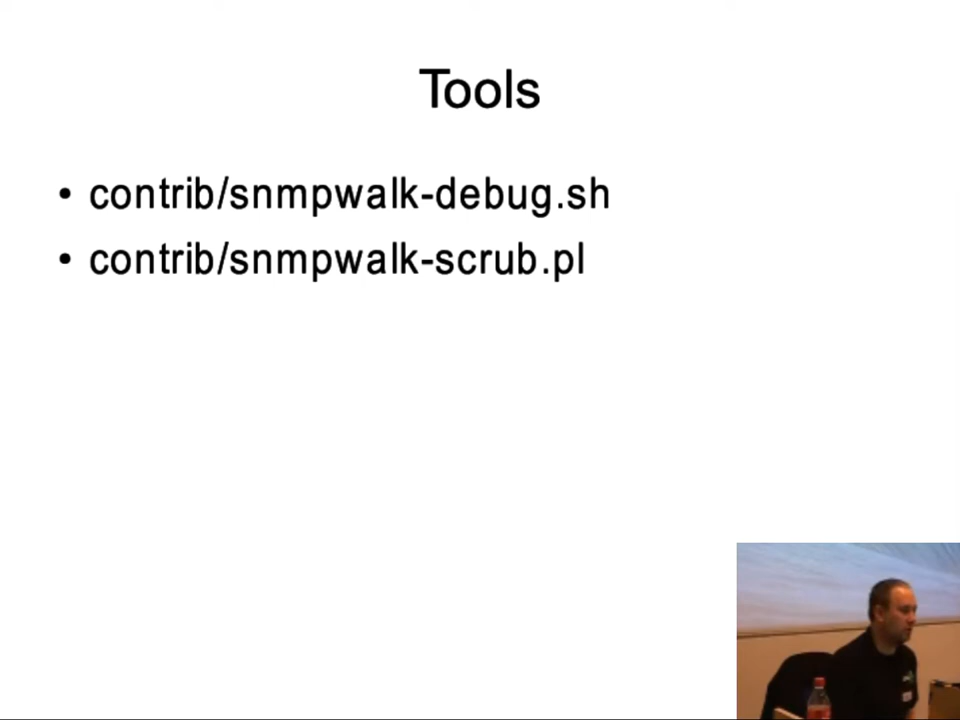 Tools
• contrib/snmpwalk-debug.sh
• contrib/snmpwalk-scrub.pl